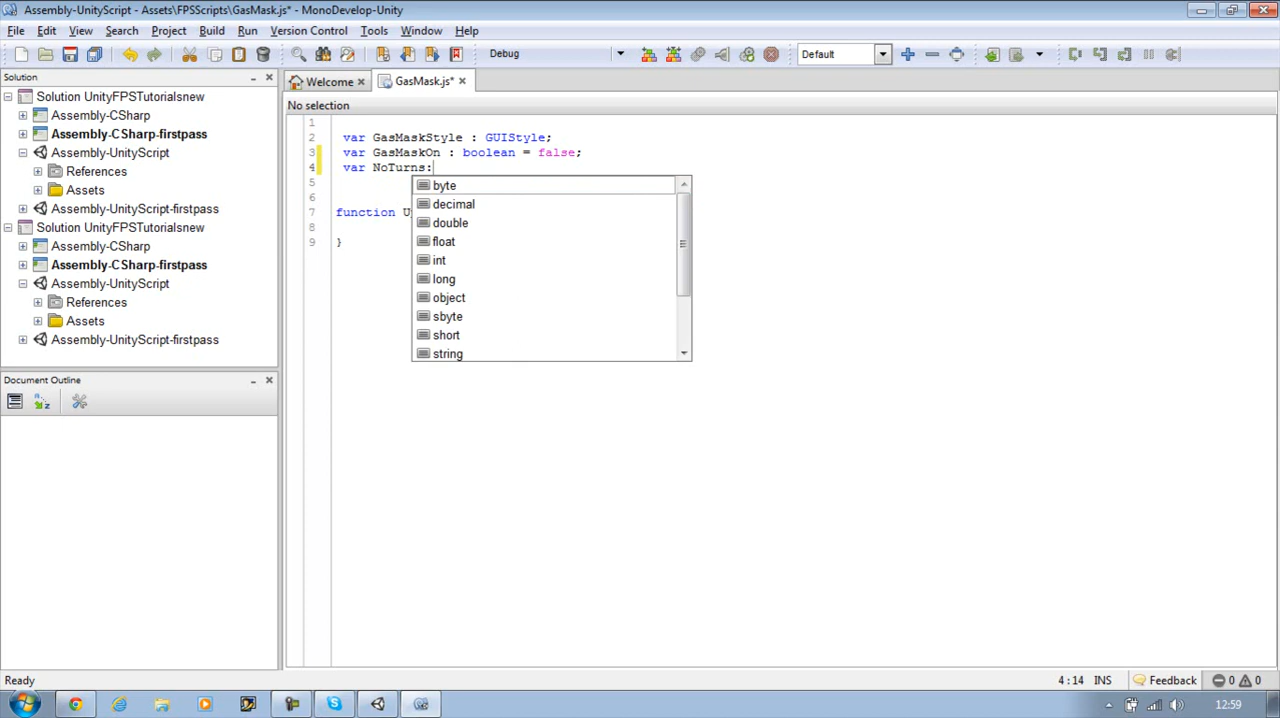 Assembly-UnityScript - Assets\FPSScripts\GasMask.js* - MonoDevelop-Unity
File Edit View Search Project Build Run Version Control Tools Window Help
Debug
Default
Solution
Solution UnityFPSTutorialsnew
Assembly-CSharp
Assembly-CSharp-firstpass
Assembly-UnityScript
References
Assets
Assembly-UnityScript-firstpass
Solution UnityFPSTutorialsnew
Assembly-CSharp
Assembly-CSharp-firstpass
Assembly-UnityScript
References
Assets
Assembly-UnityScript-firstpass
Document Outline
Welcome
GasMask.js*
No selection
1
2 var GasMaskStyle : GUIStyle;
3 var GasMaskOn : boolean = false;
4 var NoTurns:
5
6
7 function
8
9 }
byte
decimal
double
float
int
long
object
sbyte
short
string
Ready
4 : 14 INS Feedback 0 0
12:59